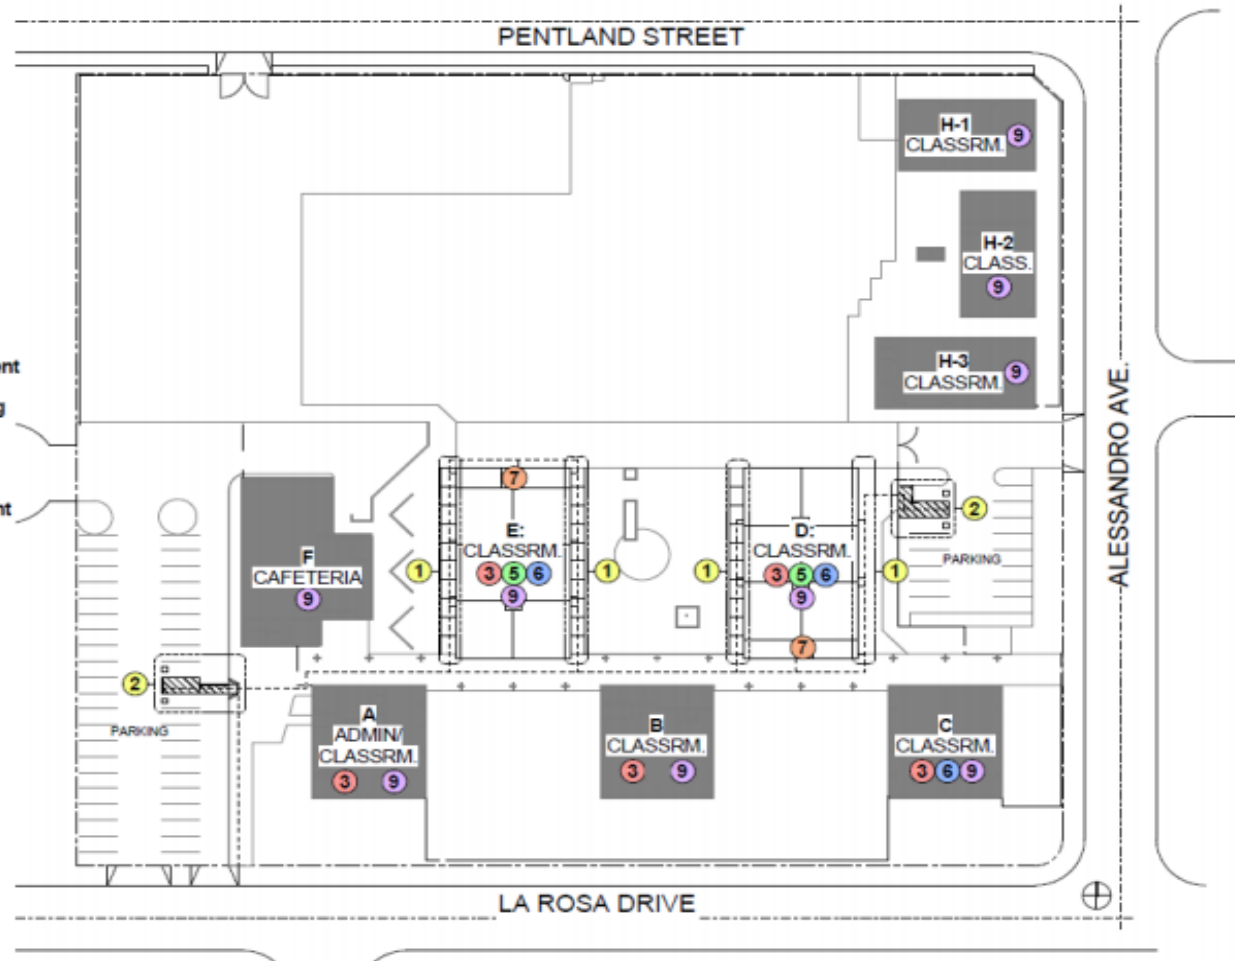 PENTLAND STREET
H-1
CLASSRM.
9
H-2
CLASS.
9
H-3
CLASSRM.
9
ALESSANDRO AVE.
7
E:
CLASSRM.
3 5 6
9
1
1
D:
CLASSRM.
3 5 6
9
7
1
1
2
PARKING
F
CAFETERIA
9
2
PARKING
A
ADMIN/
CLASSRM.
3 9
B
CLASSRM.
3 9
C
CLASSRM.
3 6 9
LA ROSA DRIVE